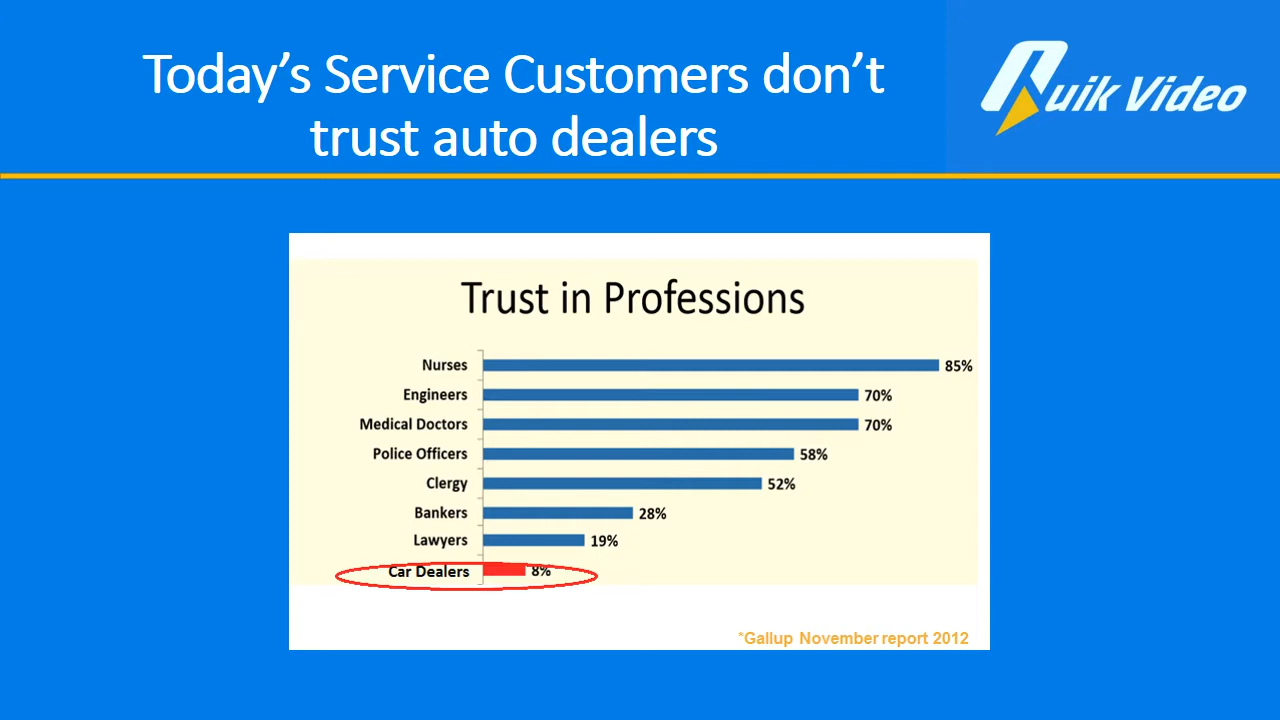 Today's Service Customers don't
trust auto dealers
Quik Video
Trust in Professions
Nurses 85%
Engineers 70%
Medical Doctors 70%
Police Officers 58%
Clergy 52%
Bankers 28%
Lawyers 19%
Car Dealers 8%
*Gallup November report 2012